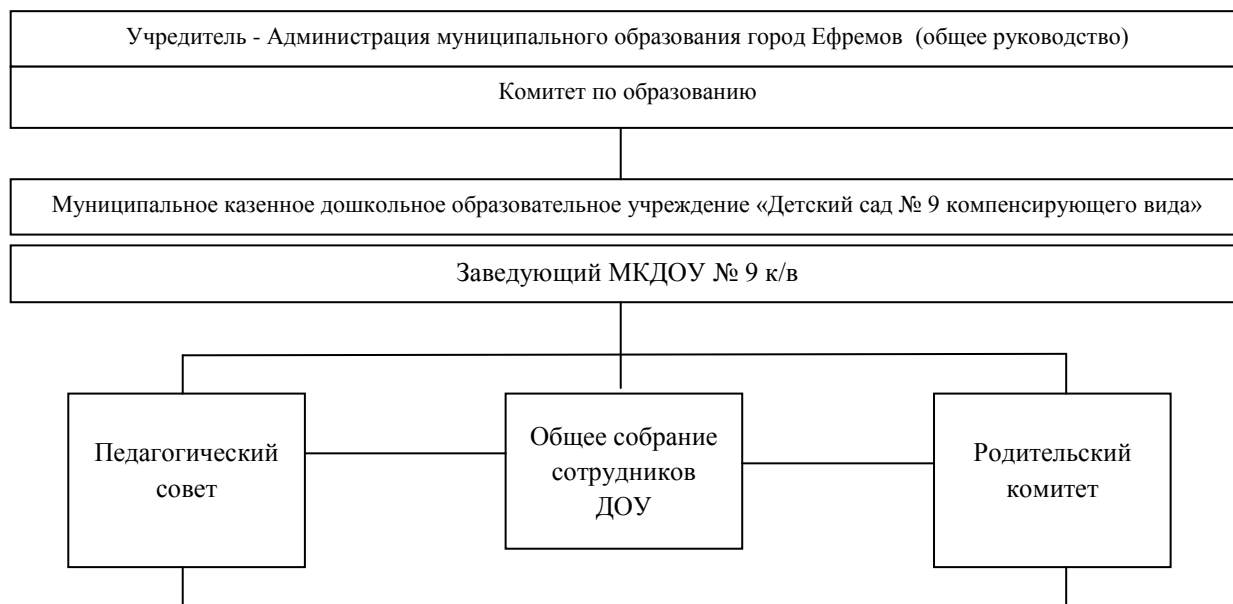 Учредитель - Администрация муниципального образования город Ефремов (общее руководство)
Комитет по образованию
Муниципальное казенное дошкольное образовательное учреждение «Детский сад № 9 компенсирующего вида»
Заведующий МКДОУ № 9 к/в
Педагогический
совет
Общее собрание
сотрудников
ДОУ
Родительский
комитет